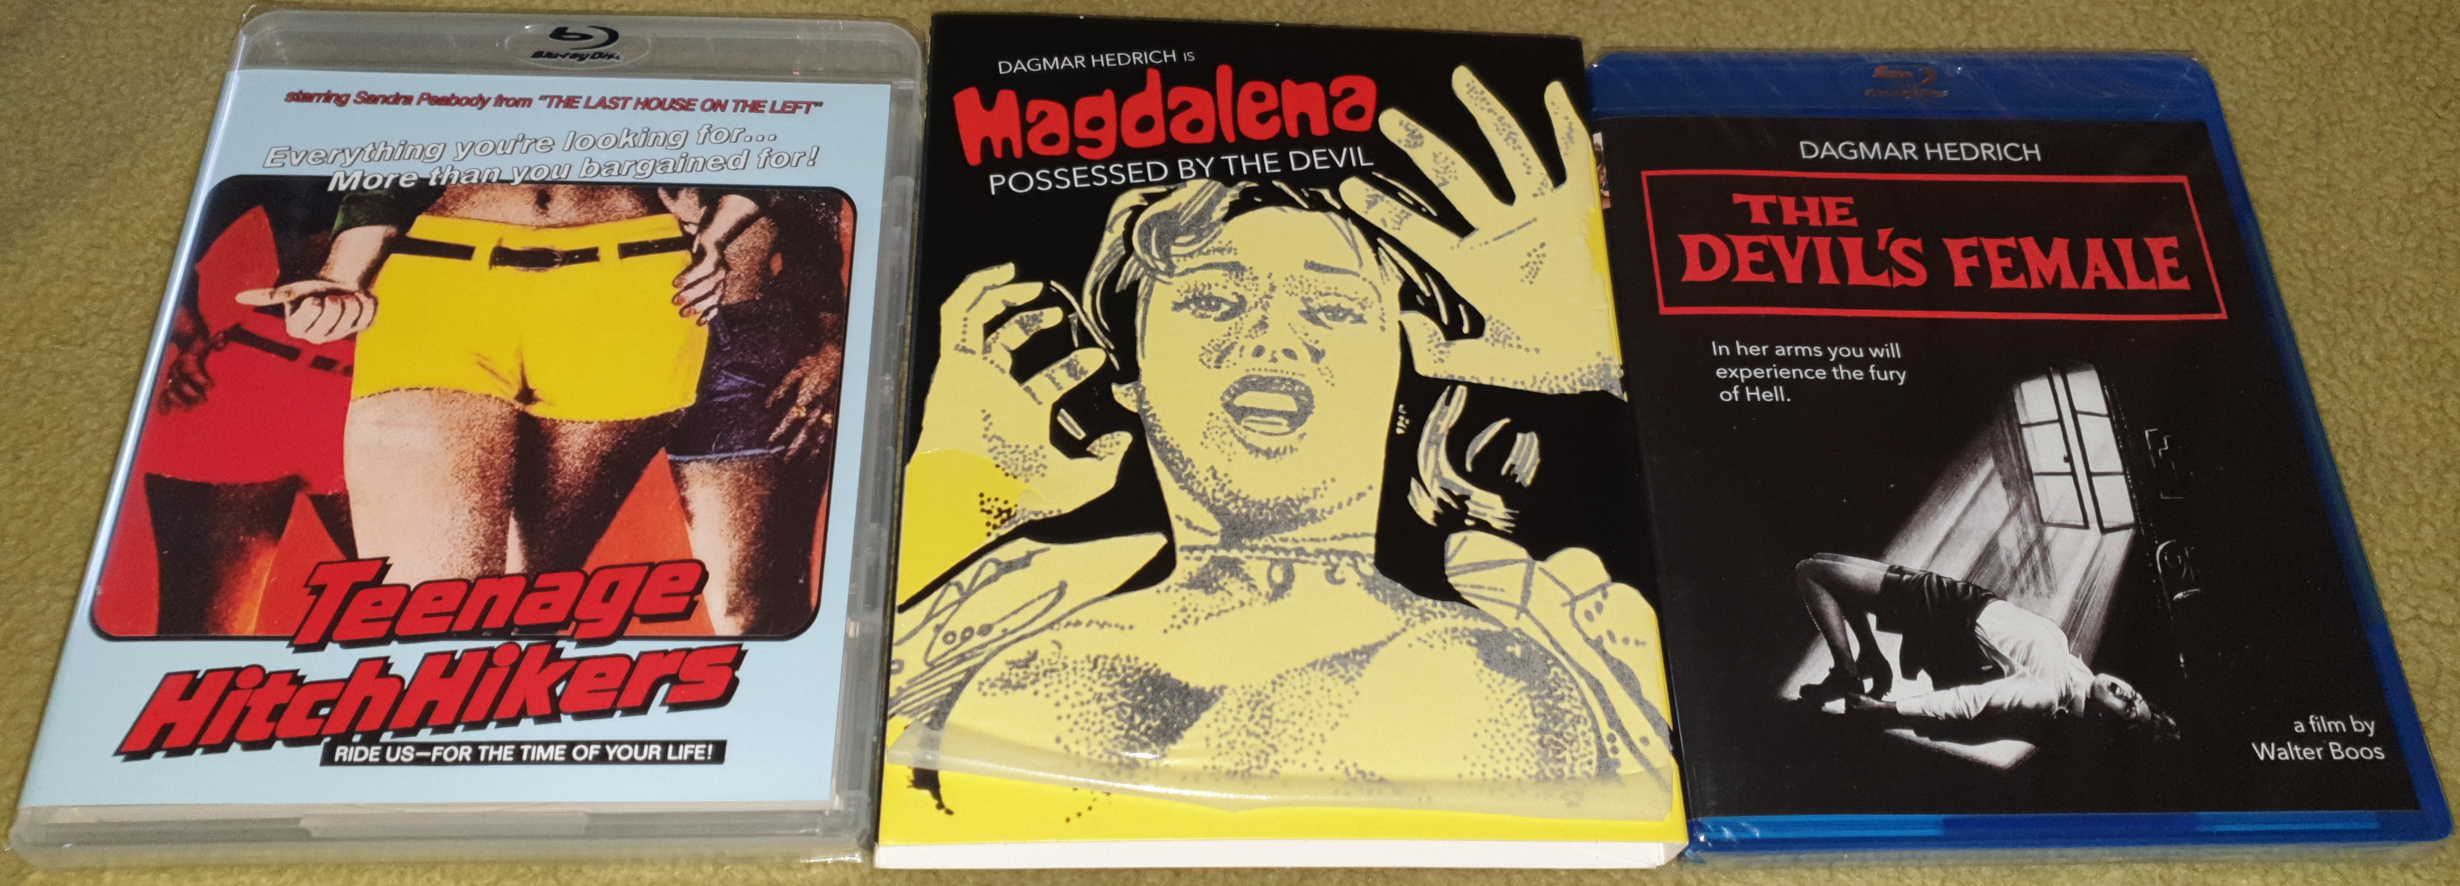 Blu-ray Disc
starring Sandra Peabody from "THE LAST HOUSE ON THE LEFT"
Everything you're looking for...
More than you bargained for!
Teenage
HitchHikers
RIDE US—FOR THE TIME OF YOUR LIFE!
DAGMAR HEDRICH IS
Magdalena
POSSESSED BY THE DEVIL
DAGMAR HEDRICH
THE
DEVIL'S FEMALE
In her arms you will
experience the fury
of Hell.
a film by
Walter Boos